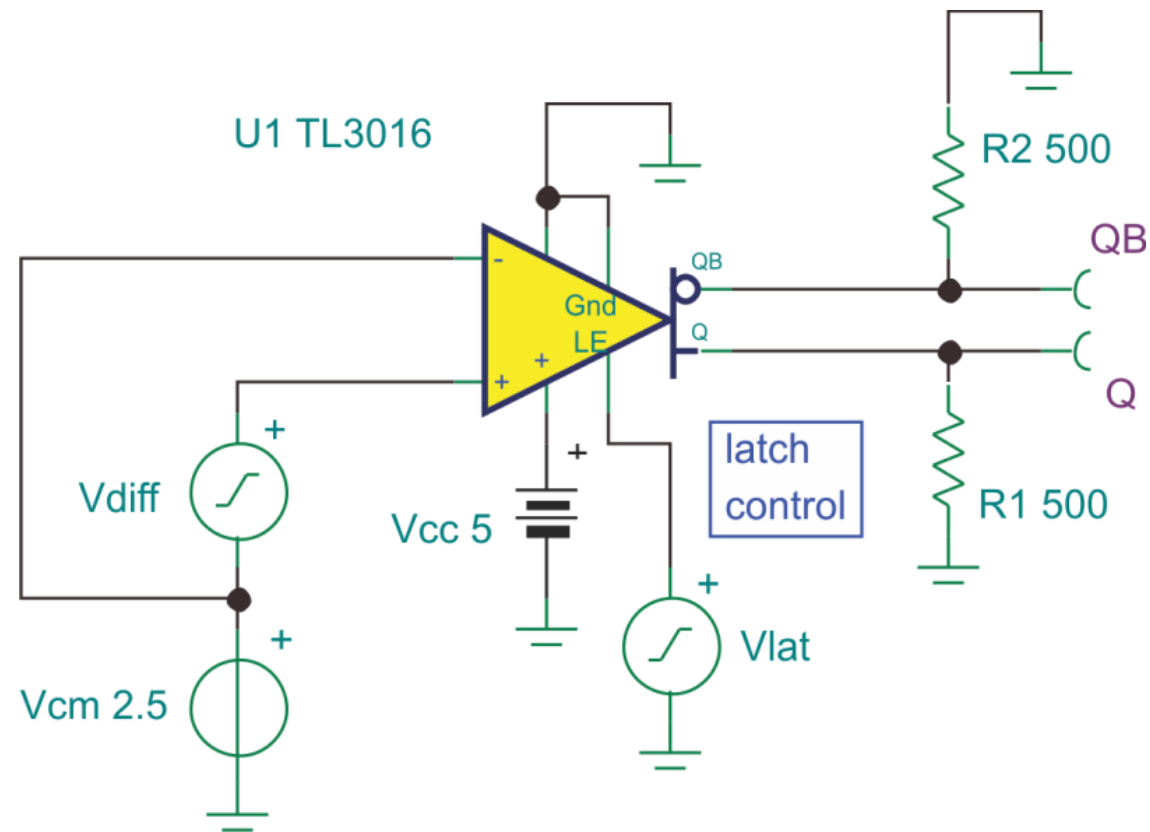 U1 TL3016
R2 500
QB
QB
-
Gnd
Q
LE
+
+
Q
+
latch
control
+
Vdiff
R1 500
Vcc 5
+
+
Vlat
Vcm 2.5